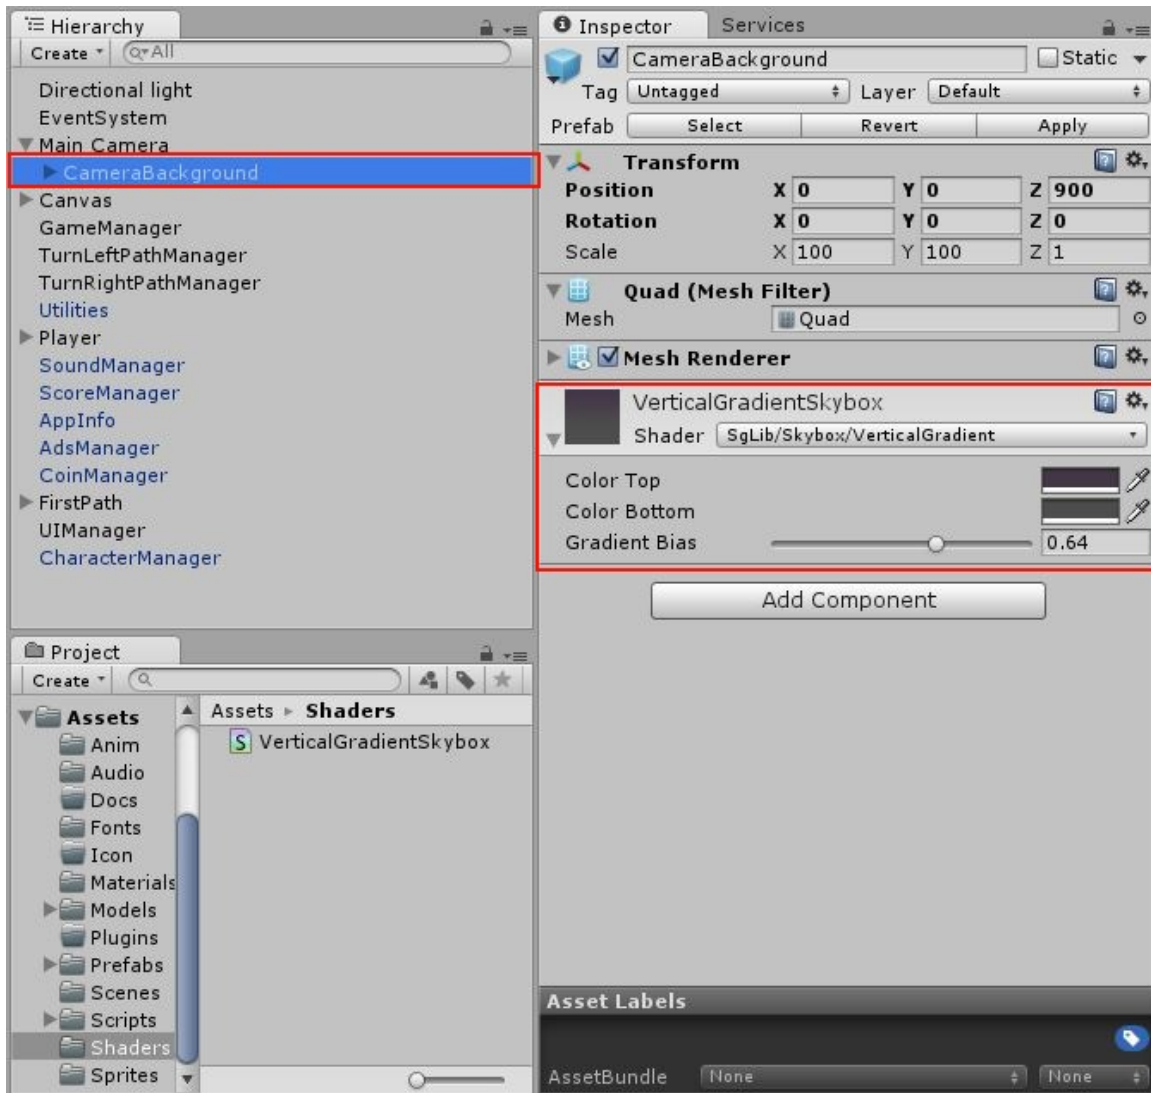 Hierarchy
Create
All
Directional light
EventSystem
Main Camera
CameraBackground
Canvas
GameManager
TurnLeftPathManager
TurnRightPathManager
Utilities
Player
SoundManager
ScoreManager
AppInfo
AdsManager
CoinManager
FirstPath
UIManager
CharacterManager
Project
Create
Assets
Anim
Audio
Docs
Fonts
Icon
Materials
Models
Plugins
Prefabs
Scenes
Scripts
Shaders
Sprites
Assets Shaders
VerticalGradientSkybox
Inspector Services
CameraBackground Static
Tag Untagged Layer Default
Prefab Select Revert Apply
Transform
Position X 0 Y 0 Z 900
Rotation X 0 Y 0 Z 0
Scale X 100 Y 100 Z 1
Quad (Mesh Filter)
Mesh Quad
Mesh Renderer
VerticalGradientSkybox
Shader SgLib/Skybox/VerticalGradient
Color Top
Color Bottom
Gradient Bias 0.64
Add Component
Asset Labels
AssetBundle None None